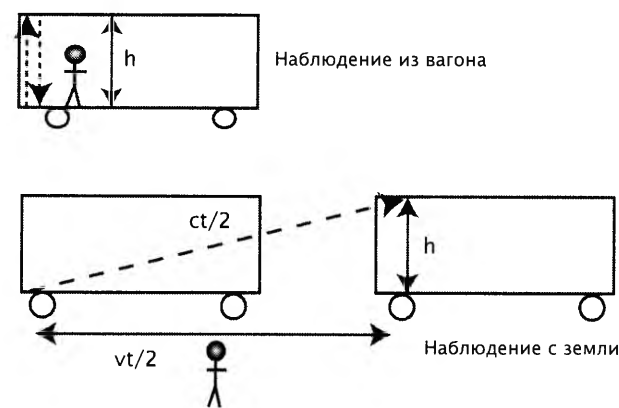 h
Наблюдение из вагона
ct/2
h
vt/2
Наблюдение с земли